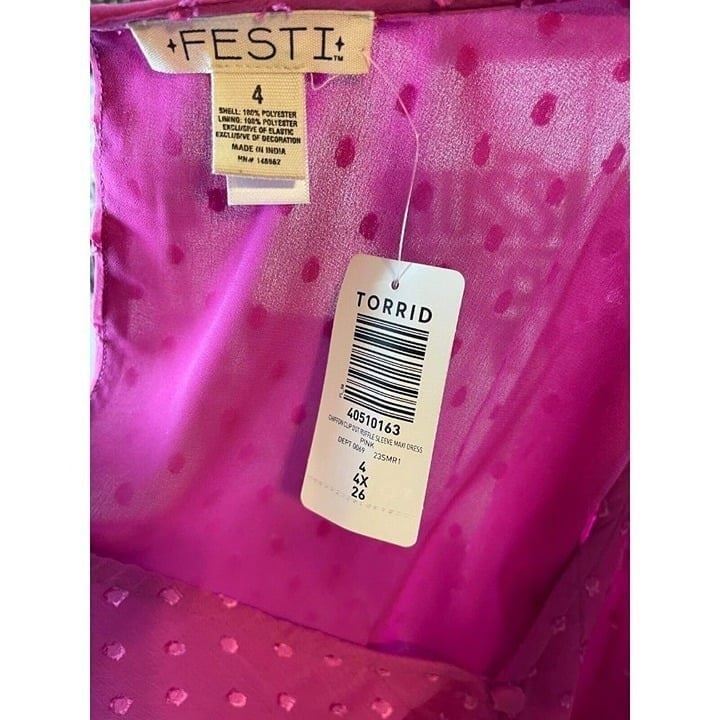 FESTI™
4
SHELL: 100% POLYESTER
LINING: 100% POLYESTER
EXCLUSIVE OF ELASTIC
EXCLUSIVE OF DECORATION
MADE IN INDIA
RN# 148662
TORRID
40510163
CHIFFON CLIP DOT RUFFLE SLEEVE MAXI DRESS
PINK
DEPT 0069 23SMR1
4
4X
26